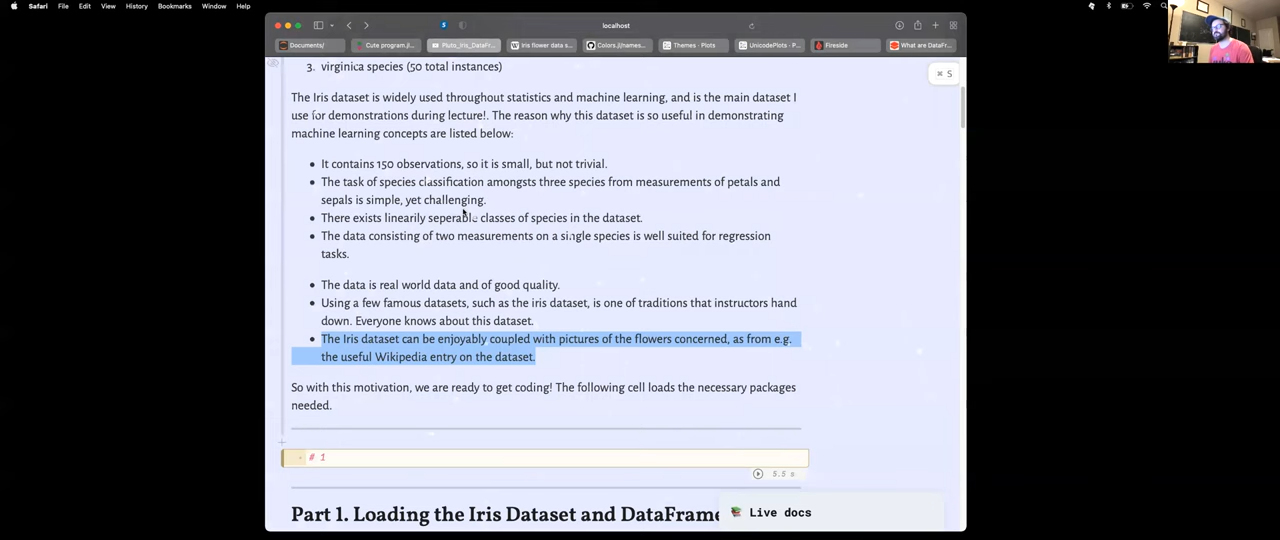 Safari File Edit View History Bookmarks Window Help
localhost
Documents/ Cute program.jl Pluto_Iris_DataFr... Iris flower data s... Colors.jl/names... Themes · Plots UnicodePlots · P... Fireside What are DataFr...
⌘ S
3. virginica species (50 total instances)
The Iris dataset is widely used throughout statistics and machine learning, and is the main dataset I
use for demonstrations during lecture!. The reason why this dataset is so useful in demonstrating
machine learning concepts are listed below:
• It contains 150 observations, so it is small, but not trivial.
• The task of species classification amongst three species from measurements of petals and
sepals is simple, yet challenging.
• There exists linearily seperable classes of species in the dataset.
• The data consisting of two measurements on a single species is well suited for regression
tasks.
• The data is real world data and of good quality.
• Using a few famous datasets, such as the iris dataset, is one of traditions that instructors hand
down. Everyone knows about this dataset.
• The Iris dataset can be enjoyably coupled with pictures of the flowers concerned, as from e.g.
the useful Wikipedia entry on the dataset.
So with this motivation, we are ready to get coding! The following cell loads the necessary packages
needed.
# 1
5.5 s
Part 1. Loading the Iris Dataset and DataFrame
Live docs